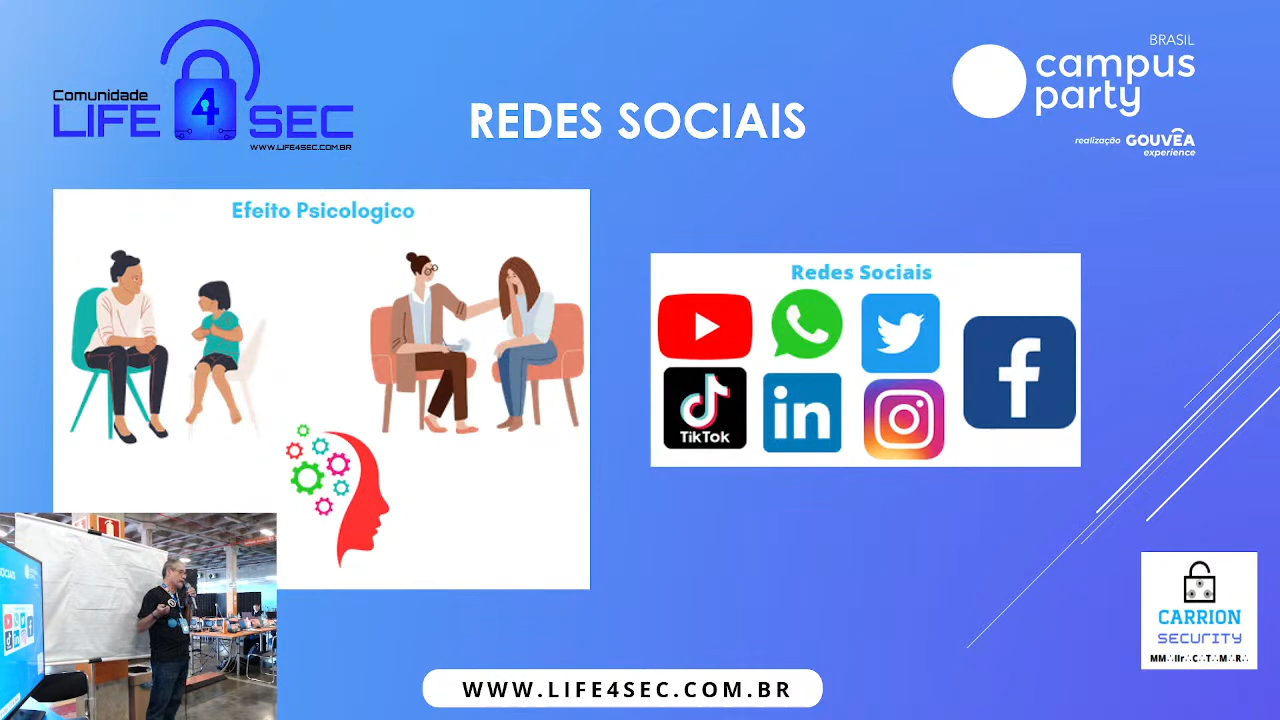 Comunidade
LIFE 4 SEC
WWW.LIFE4SEC.COM.BR
REDES SOCIAIS
BRASIL
campus
party
realização GOUVÊA
experience
Efeito Psicologico
Redes Sociais
TikTok
in
f
CARRION
SECURITY
WWW.LIFE4SEC.COM.BR